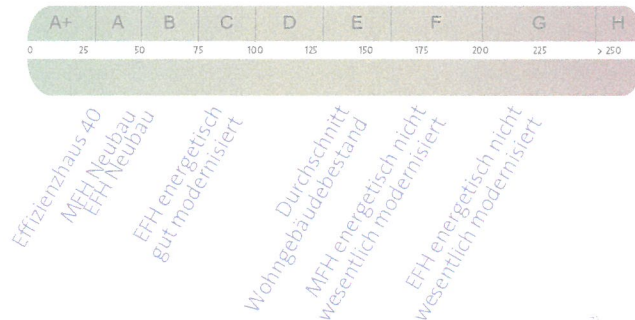 A+ A B C D E F G H
0 25 50 75 100 125 150 175 200 225 > 250
Effizienzhaus 40
MFH Neubau
EFH Neubau
EFH energetisch
gut modernisiert
Durchschnitt
Wohngebäudebestand
MFH energetisch nicht
wesentlich modernisiert
EFH energetisch nicht
wesentlich modernisiert